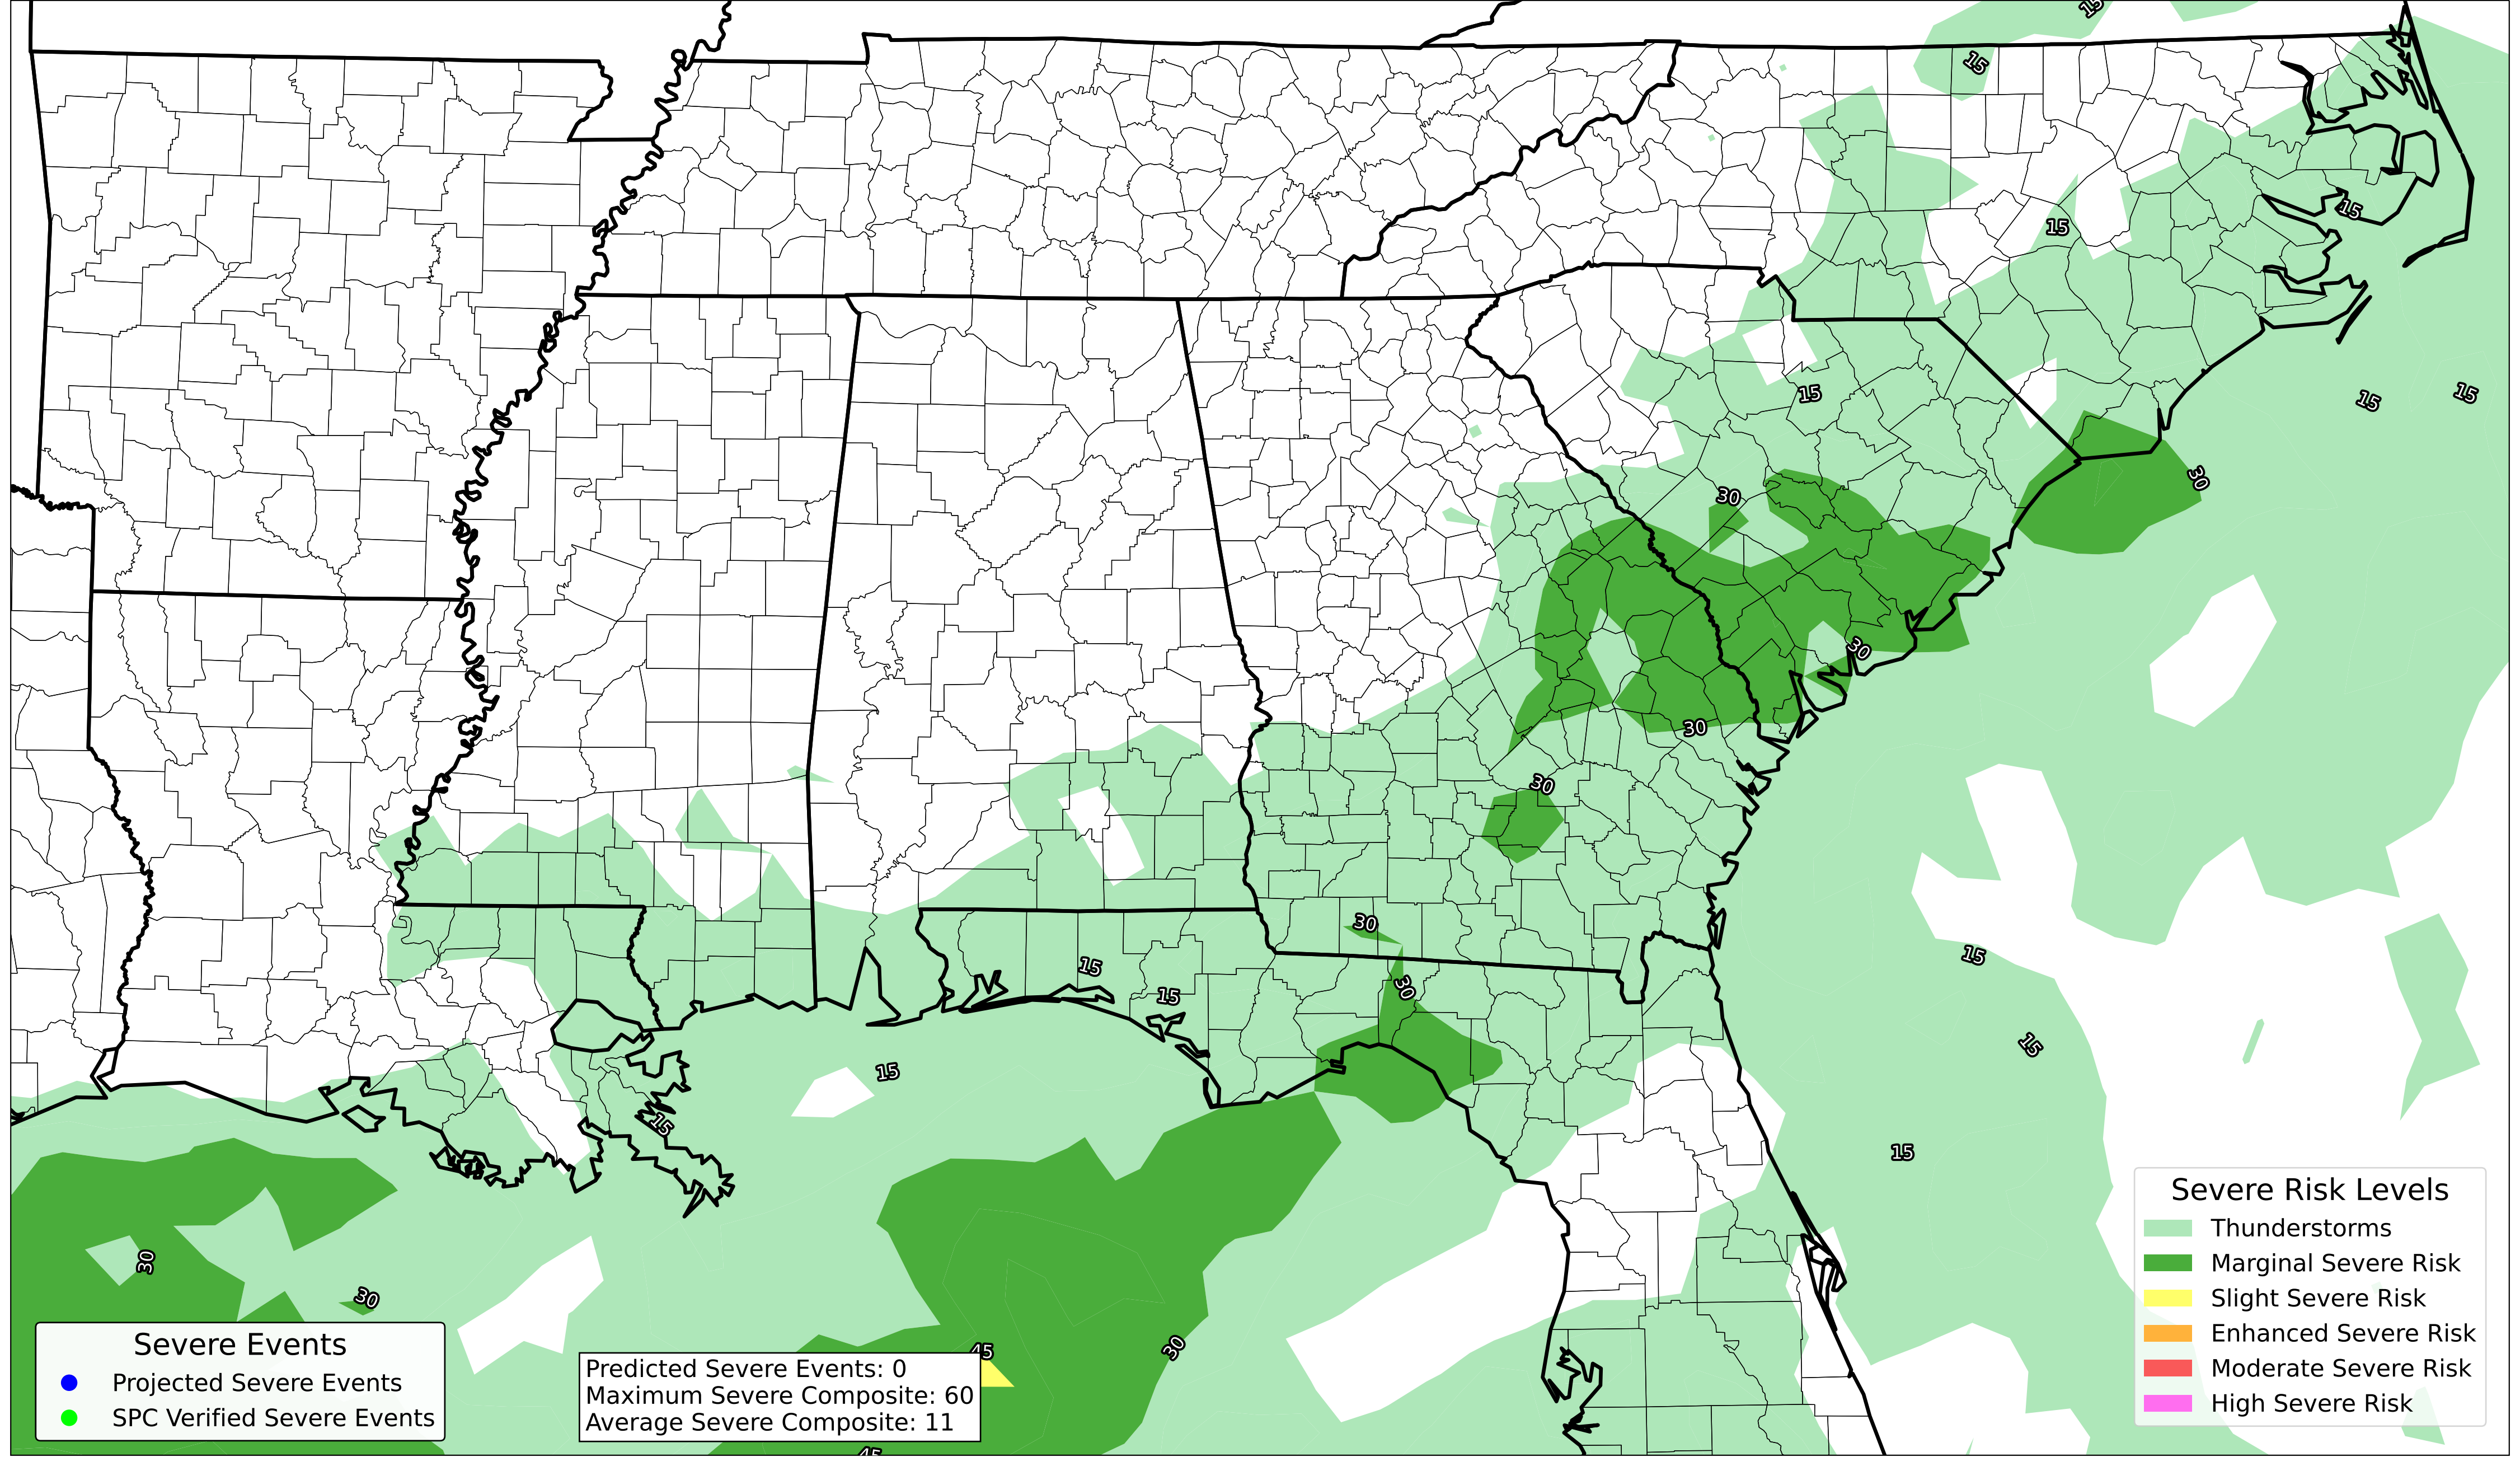 15
15
15
15
15
15
15
30
30
30
30
30
30
30
15
15
15
15
15
15
15
30
30
30
45
45
Severe Events
Projected Severe Events
SPC Verified Severe Events
Predicted Severe Events: 0
Maximum Severe Composite: 60
Average Severe Composite: 11
Severe Risk Levels
Thunderstorms
Marginal Severe Risk
Slight Severe Risk
Enhanced Severe Risk
Moderate Severe Risk
High Severe Risk